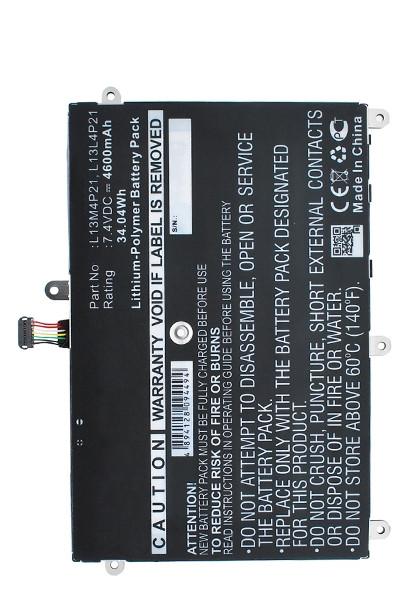 Part No :L13M4P21, L13L4P21
Rating :7.4VDC ⎓ 4600mAh
34.04Wh
Lithium-Polymer Battery Pack
CAUTION WARRANTY VOID IF LABEL IS REMOVED
S/N:
4 894128 094494
ATTENTION!
NEW BATTERY PACK MUST BE FULLY CHARGED BEFORE USE
TO REDUCE RISK OF FIRE OR BURNS
READ INSTRUCTIONS IN OPERATING GUIDE BEFORE USING THE BATTERY
•DO NOT ATTEMPT TO DISASSEMBLE, OPEN OR SERVICE
THE BATTERY PACK.
•REPLACE ONLY WITH THE BATTERY PACK DESIGNATED
FOR THIS PRODUCT.
•DO NOT CRUSH, PUNCTURE, SHORT EXTERNAL CONTACTS
OR DISPOSE OF IN FIRE OR WATER.
•DO NOT STORE ABOVE 60°C (140°F)
CE
Made in China